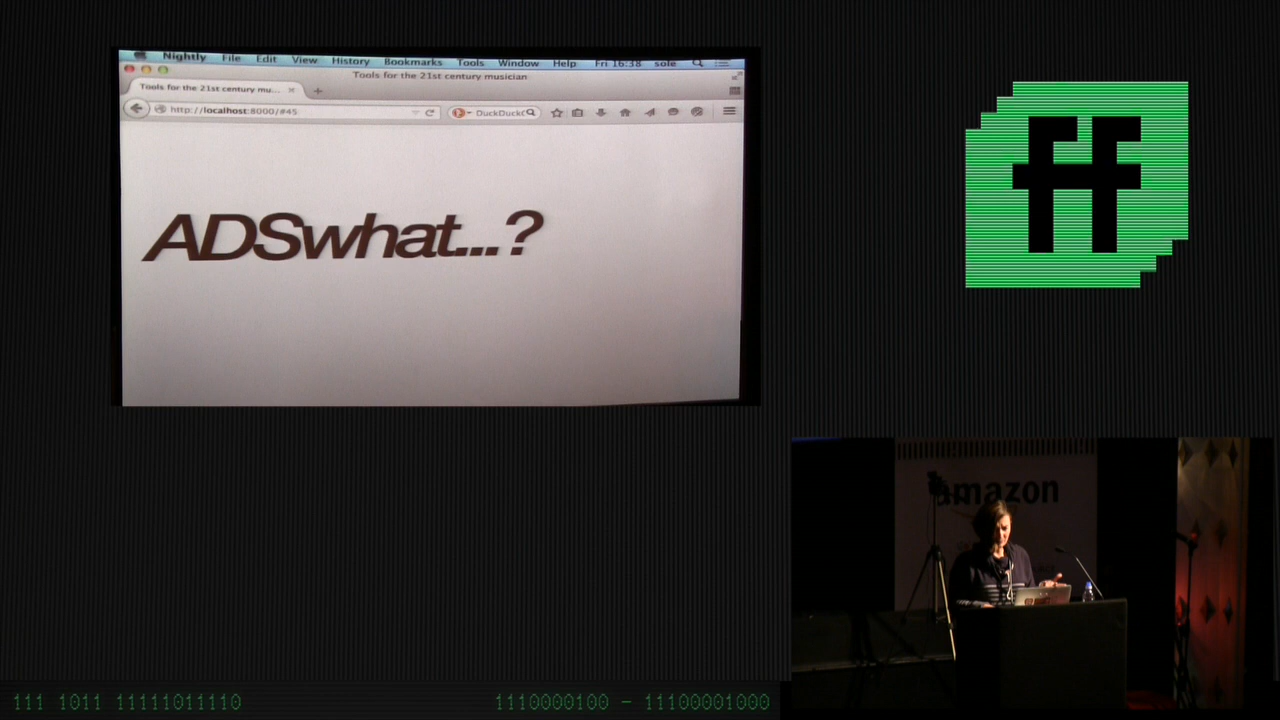 Nightly File Edit View History Bookmarks Tools Window Help Fri 16:38 sole
Tools for the 21st century musician
Tools for the 21st century mu...
http://localhost:8000/#45
DuckDuck
ADSwhat...?
ff
amazon
111 1011 11111011110
1110000100 - 11100001000